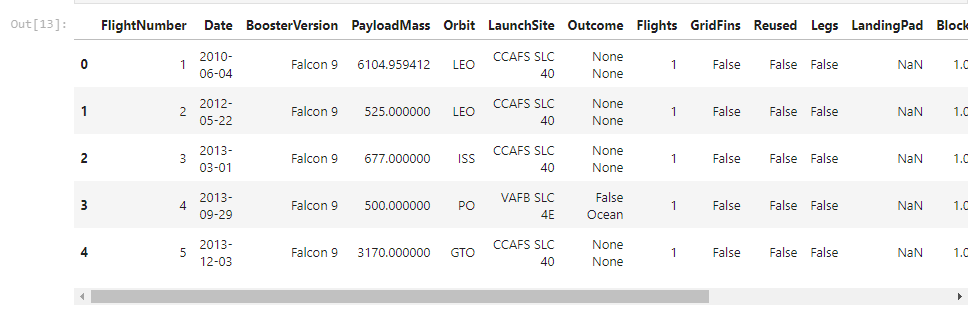 Out[13]:
FlightNumber Date BoosterVersion PayloadMass Orbit LaunchSite Outcome Flights GridFins Reused Legs LandingPad Block
0 1 2010-06-04 Falcon 9 6104.959412 LEO CCAFS SLC 40 None None 1 False False False NaN 1.0
1 2 2012-05-22 Falcon 9 525.000000 LEO CCAFS SLC 40 None None 1 False False False NaN 1.0
2 3 2013-03-01 Falcon 9 677.000000 ISS CCAFS SLC 40 None None 1 False False False NaN 1.0
3 4 2013-09-29 Falcon 9 500.000000 PO VAFB SLC 4E False Ocean 1 False False False NaN 1.0
4 5 2013-12-03 Falcon 9 3170.000000 GTO CCAFS SLC 40 None None 1 False False False NaN 1.0